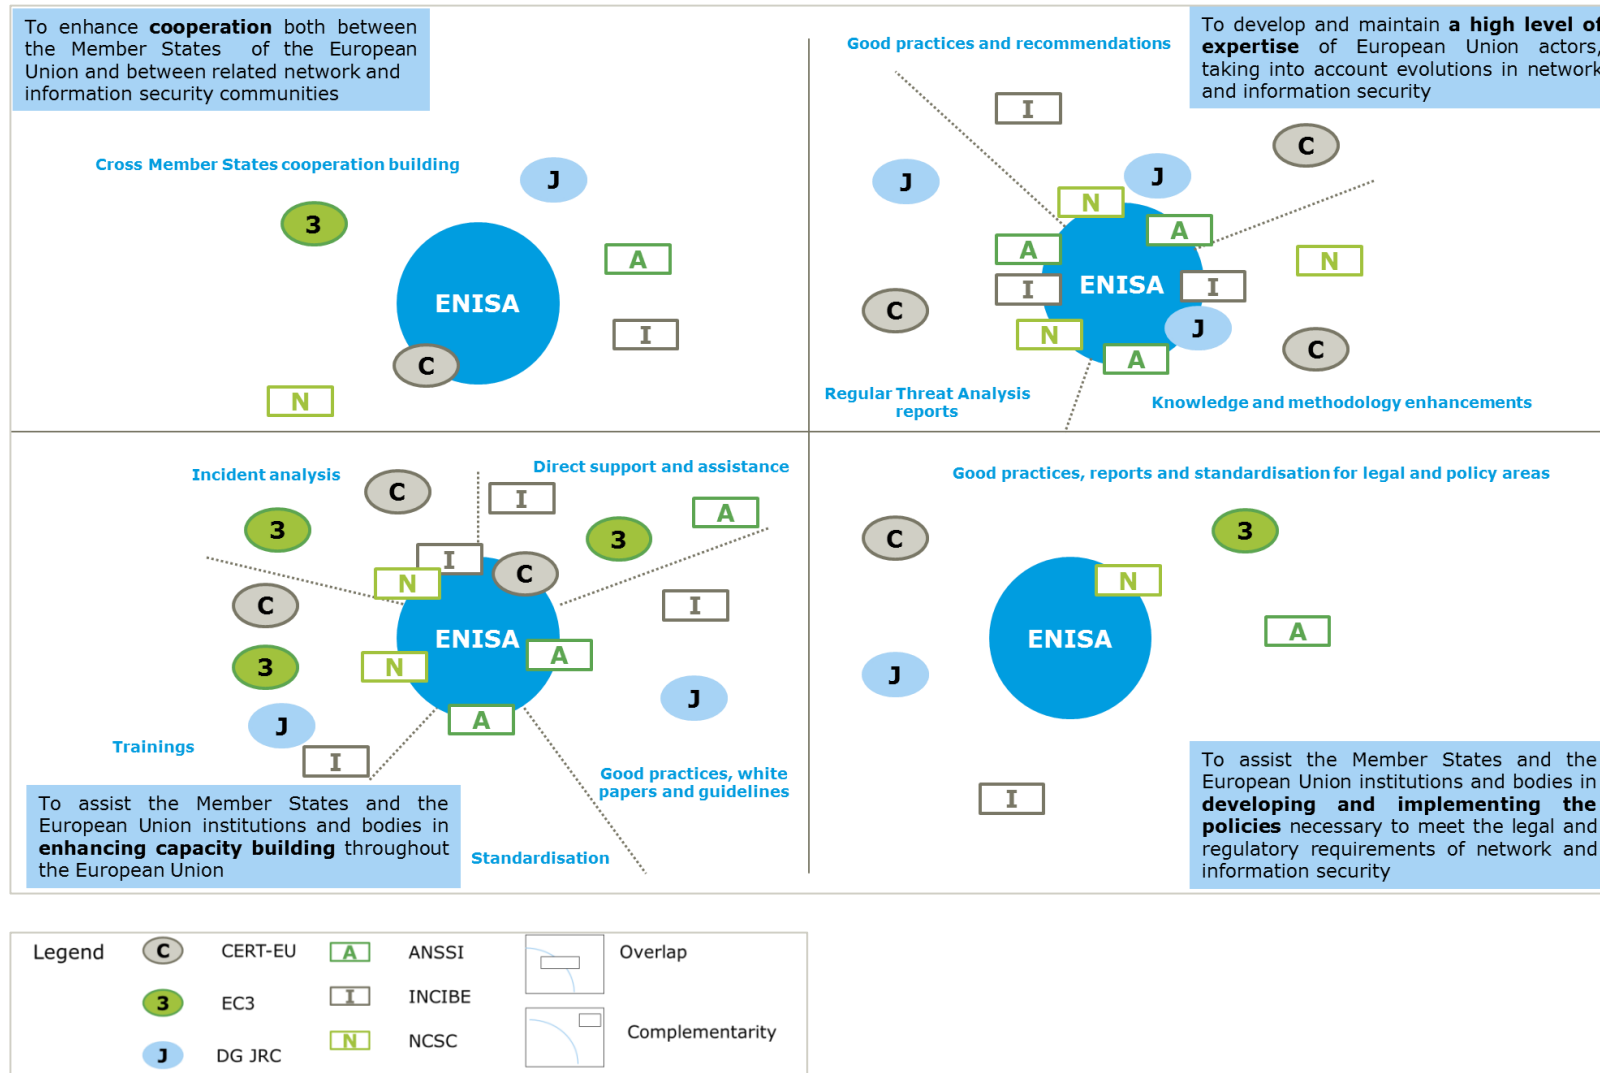 To enhance cooperation both between
the Member States of the European
Union and between related network and
information security communities
Cross Member States cooperation building
J
3
A
ENISA
I
C
N
To develop and maintain a high level of
expertise of European Union actors,
taking into account evolutions in network
and information security
Good practices and recommendations
I
C
J
J
N
A
A
N
I
ENISA
I
C
J
N
C
A
Regular Threat Analysis
reports
Knowledge and methodology enhancements
Incident analysis
Direct support and assistance
C
I
A
3
3
I
C
N
C
I
ENISA
A
N
3
J
A
J
Trainings
I
Good practices, white
papers and guidelines
Standardisation
To assist the Member States and the
European Union institutions and bodies in
enhancing capacity building throughout
the European Union
Good practices, reports and standardisation for legal and policy areas
C
3
N
A
ENISA
J
I
To assist the Member States and the
European Union institutions and bodies in
developing and implementing the
policies necessary to meet the legal and
regulatory requirements of network and
information security
Legend
C CERT-EU
A ANSSI
Overlap
3 EC3
I INCIBE
Complementarity
J DG JRC
N NCSC